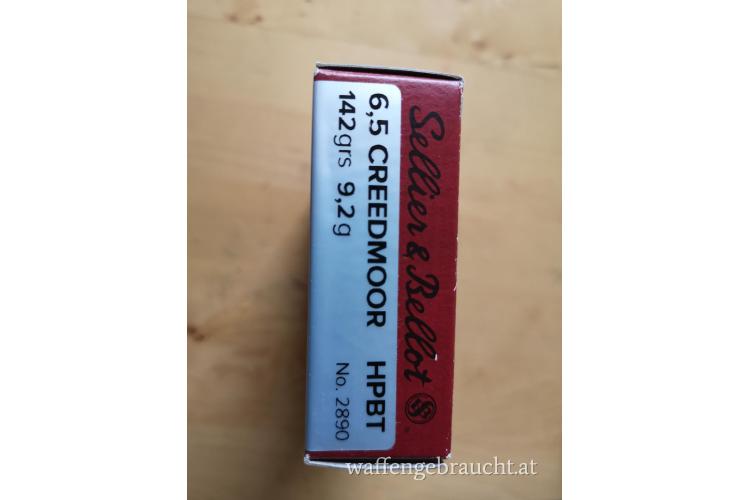 Sellier & Bellot
6,5 CREEDMOOR HPBT
142grs 9,2g No. 2890
waffengebraucht.at